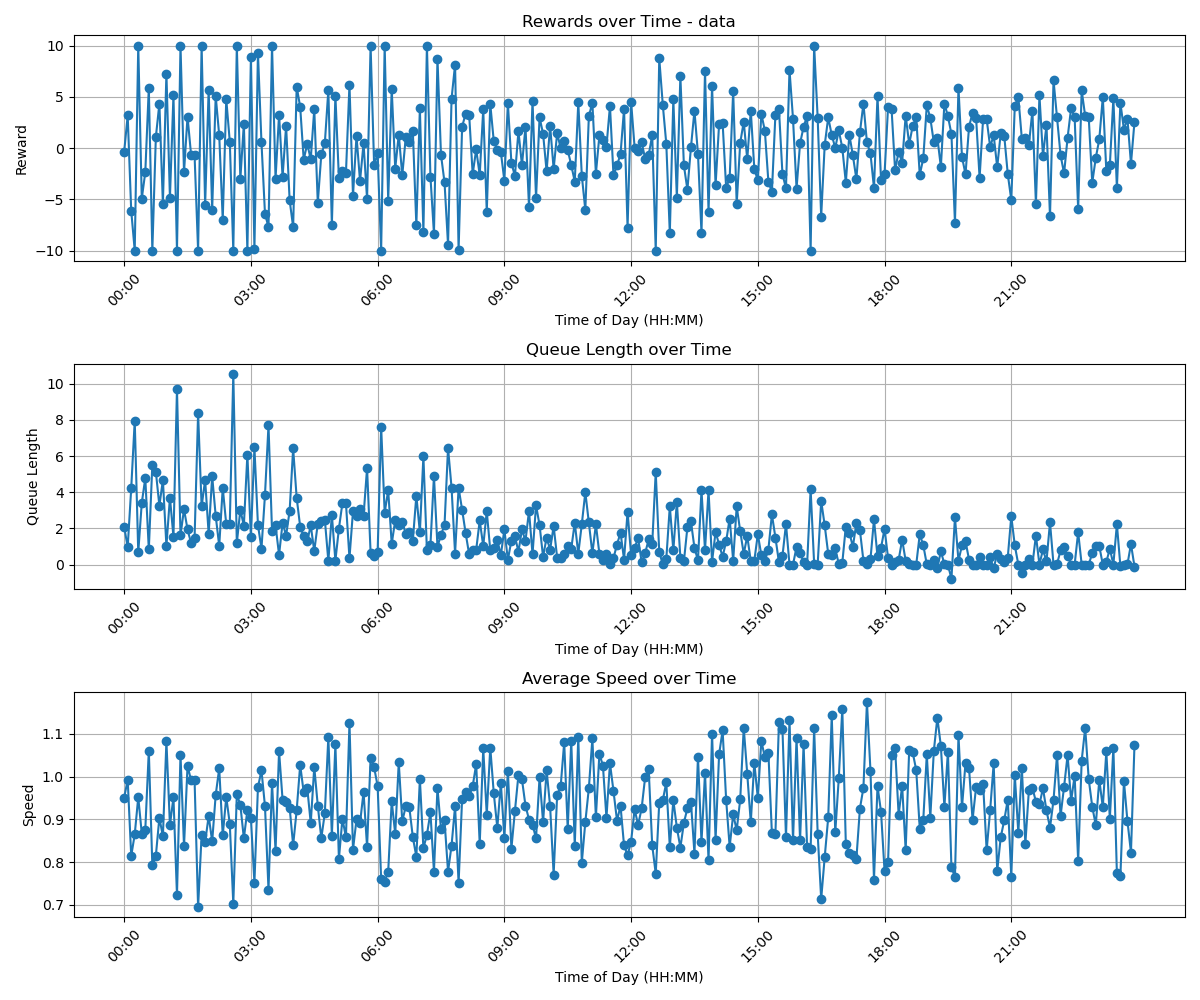 Rewards over Time - data
10
5
0
−5
−10
Reward
00:00 03:00 06:00 09:00 12:00 15:00 18:00 21:00
Time of Day (HH:MM)
Queue Length over Time
10
8
6
4
2
0
Queue Length
00:00 03:00 06:00 09:00 12:00 15:00 18:00 21:00
Time of Day (HH:MM)
Average Speed over Time
1.1
1.0
0.9
0.8
0.7
Speed
00:00 03:00 06:00 09:00 12:00 15:00 18:00 21:00
Time of Day (HH:MM)